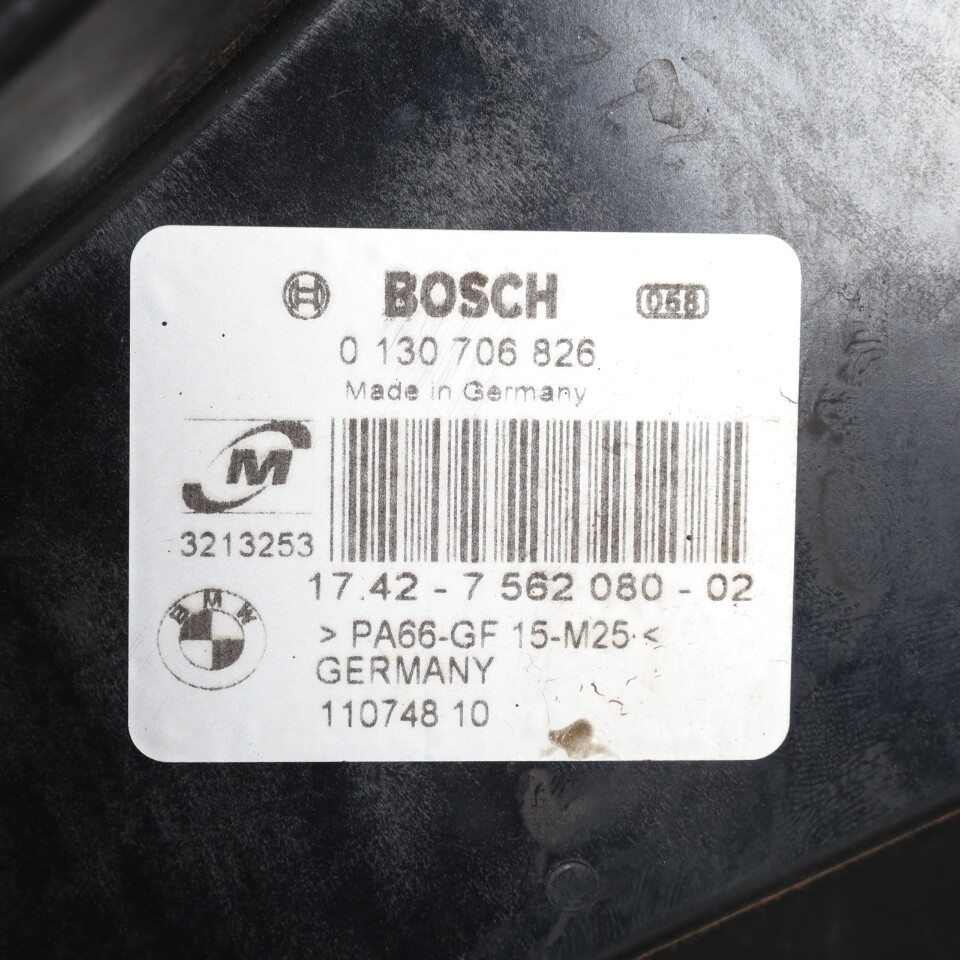 BOSCH 058
0 130 706 826
Made in Germany
M
3213253
17.42 - 7 562 080 - 02
BMW
> PA66-GF 15-M25 <
GERMANY
110748 10